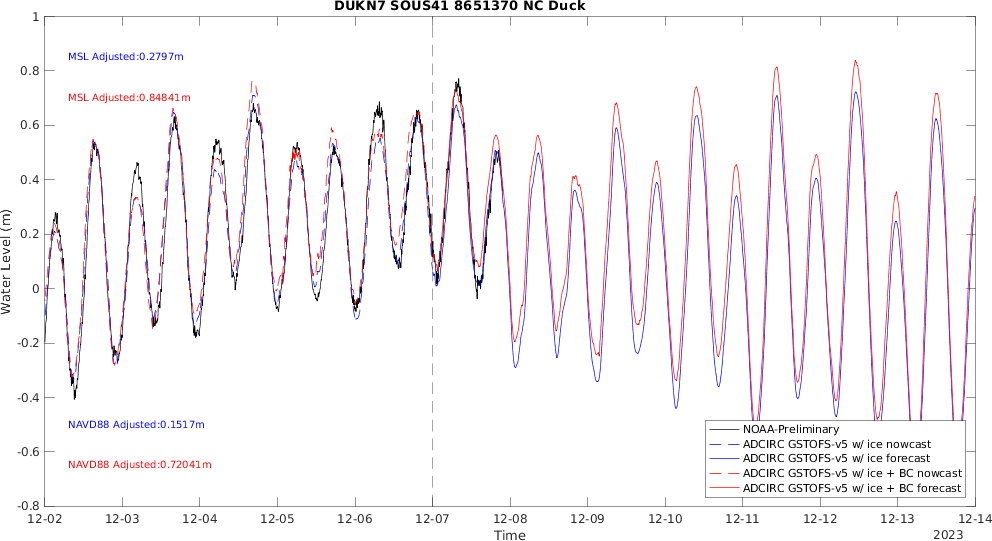 DUKN7 SOUS41 8651370 NC Duck
1
0.8
0.6
0.4
0.2
0
-0.2
-0.4
-0.6
-0.8
Water Level (m)
MSL Adjusted:0.2797m
MSL Adjusted:0.84841m
NAVD88 Adjusted:0.1517m
NAVD88 Adjusted:0.72041m
NOAA-Preliminary
ADCIRC GSTOFS-v5 w/ ice nowcast
ADCIRC GSTOFS-v5 w/ ice forecast
ADCIRC GSTOFS-v5 w/ ice + BC nowcast
ADCIRC GSTOFS-v5 w/ ice + BC forecast
12-02 12-03 12-04 12-05 12-06 12-07 12-08 12-09 12-10 12-11 12-12 12-13 12-14
Time
2023